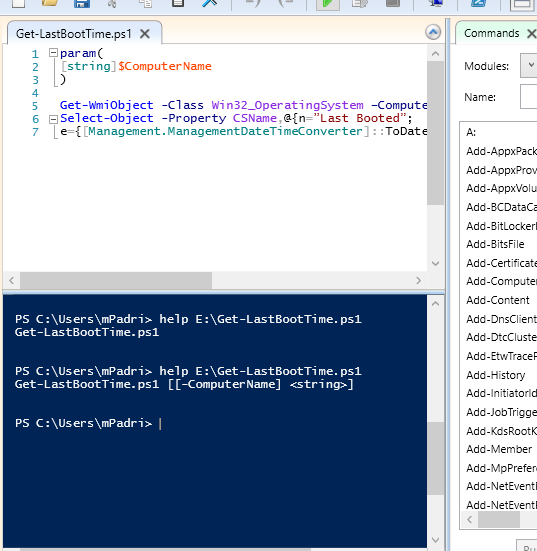 Get-LastBootTime.ps1
1 param(
2 [string]$ComputerName
3 )
4
5 Get-WmiObject -Class Win32_OperatingSystem -Compute
6 Select-Object -Property CSName,@{n="Last Booted";
7 e={[Management.ManagementDateTimeConverter]::ToDate
PS C:\Users\mPadri> help E:\Get-LastBootTime.ps1
Get-LastBootTime.ps1
PS C:\Users\mPadri> help E:\Get-LastBootTime.ps1
Get-LastBootTime.ps1 [[-ComputerName] <string>]
PS C:\Users\mPadri>
Commands
Modules:
Name:
A:
Add-AppxPack
Add-AppxProv
Add-AppxVolu
Add-BCDataCa
Add-BitLockerK
Add-BitsFile
Add-Certificate
Add-Computer
Add-Content
Add-DnsClient
Add-DtcCluster
Add-EtwTraceP
Add-History
Add-InitiatorId
Add-JobTrigge
Add-KdsRootK
Add-Member
Add-MpPrefere
Add-NetEventP
Add-NetEventP